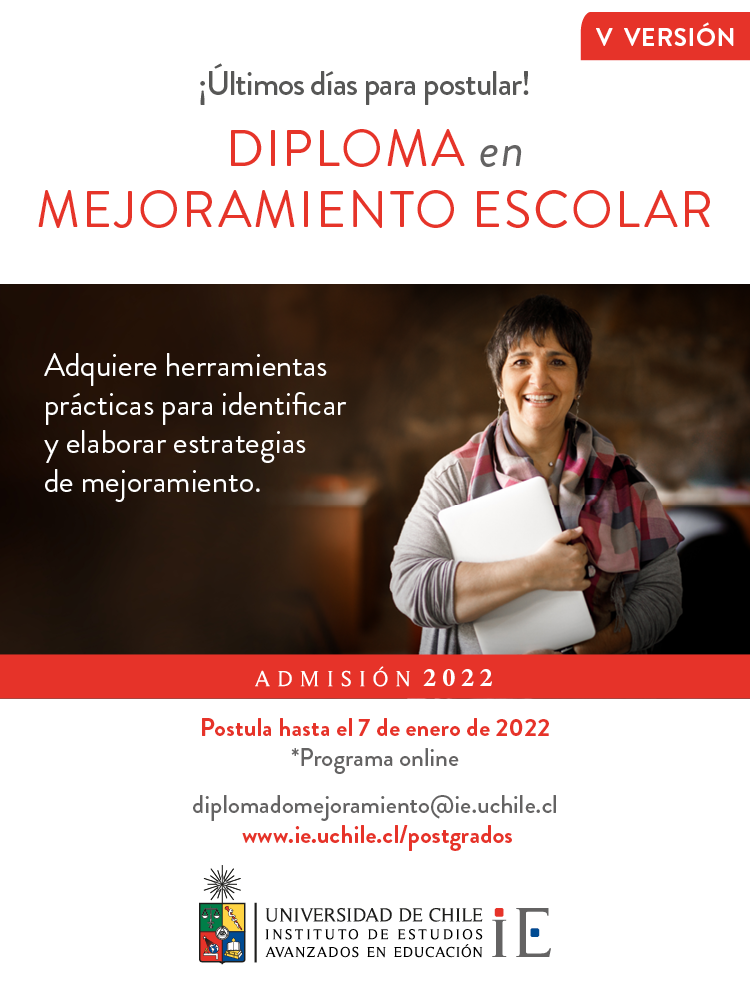 V VERSIÓN
¡Últimos días para postular!
DIPLOMA en
MEJORAMIENTO ESCOLAR
Adquiere herramientas
prácticas para identificar
y elaborar estrategias
de mejoramiento.
ADMISIÓN 2022
Postula hasta el 7 de enero de 2022
*Programa online
diplomadomejoramiento@ie.uchile.cl
www.ie.uchile.cl/postgrados
UNIVERSIDAD DE CHILE
INSTITUTO DE ESTUDIOS
AVANZADOS EN EDUCACIÓN
iE